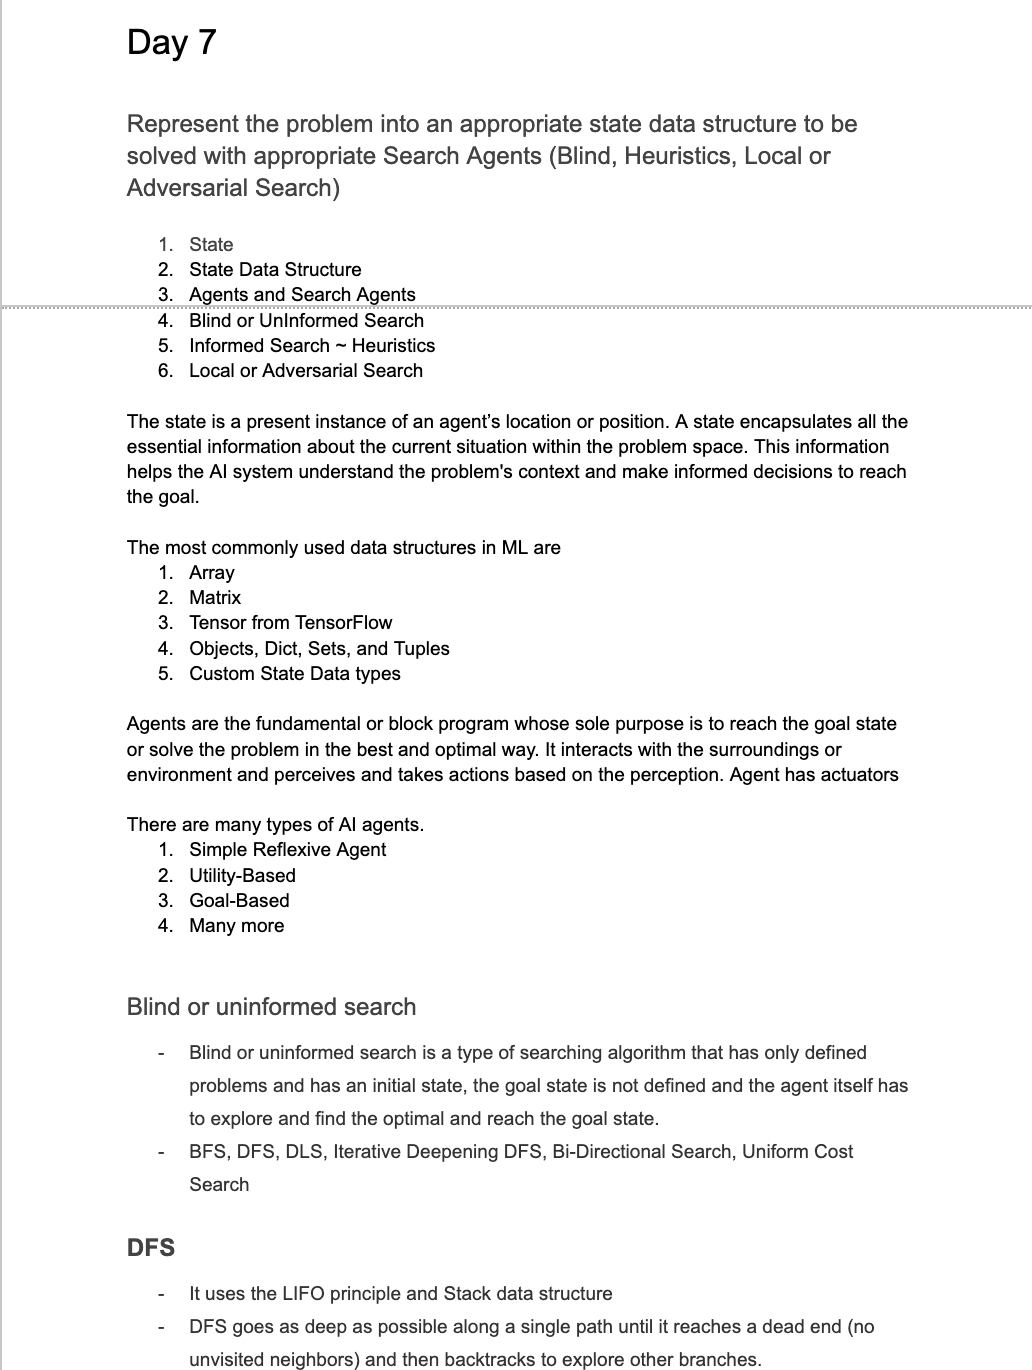 Day 7
Represent the problem into an appropriate state data structure to be
solved with appropriate Search Agents (Blind, Heuristics, Local or
Adversarial Search)
1. State
2. State Data Structure
3. Agents and Search Agents
4. Blind or UnInformed Search
5. Informed Search ~ Heuristics
6. Local or Adversarial Search
The state is a present instance of an agent’s location or position. A state encapsulates all the
essential information about the current situation within the problem space. This information
helps the AI system understand the problem's context and make informed decisions to reach
the goal.
The most commonly used data structures in ML are
1. Array
2. Matrix
3. Tensor from TensorFlow
4. Objects, Dict, Sets, and Tuples
5. Custom State Data types
Agents are the fundamental or block program whose sole purpose is to reach the goal state
or solve the problem in the best and optimal way. It interacts with the surroundings or
environment and perceives and takes actions based on the perception. Agent has actuators
There are many types of AI agents.
1. Simple Reflexive Agent
2. Utility-Based
3. Goal-Based
4. Many more
Blind or uninformed search
- Blind or uninformed search is a type of searching algorithm that has only defined
problems and has an initial state, the goal state is not defined and the agent itself has
to explore and find the optimal and reach the goal state.
- BFS, DFS, DLS, Iterative Deepening DFS, Bi-Directional Search, Uniform Cost
Search
DFS
- It uses the LIFO principle and Stack data structure
- DFS goes as deep as possible along a single path until it reaches a dead end (no
unvisited neighbors) and then backtracks to explore other branches.